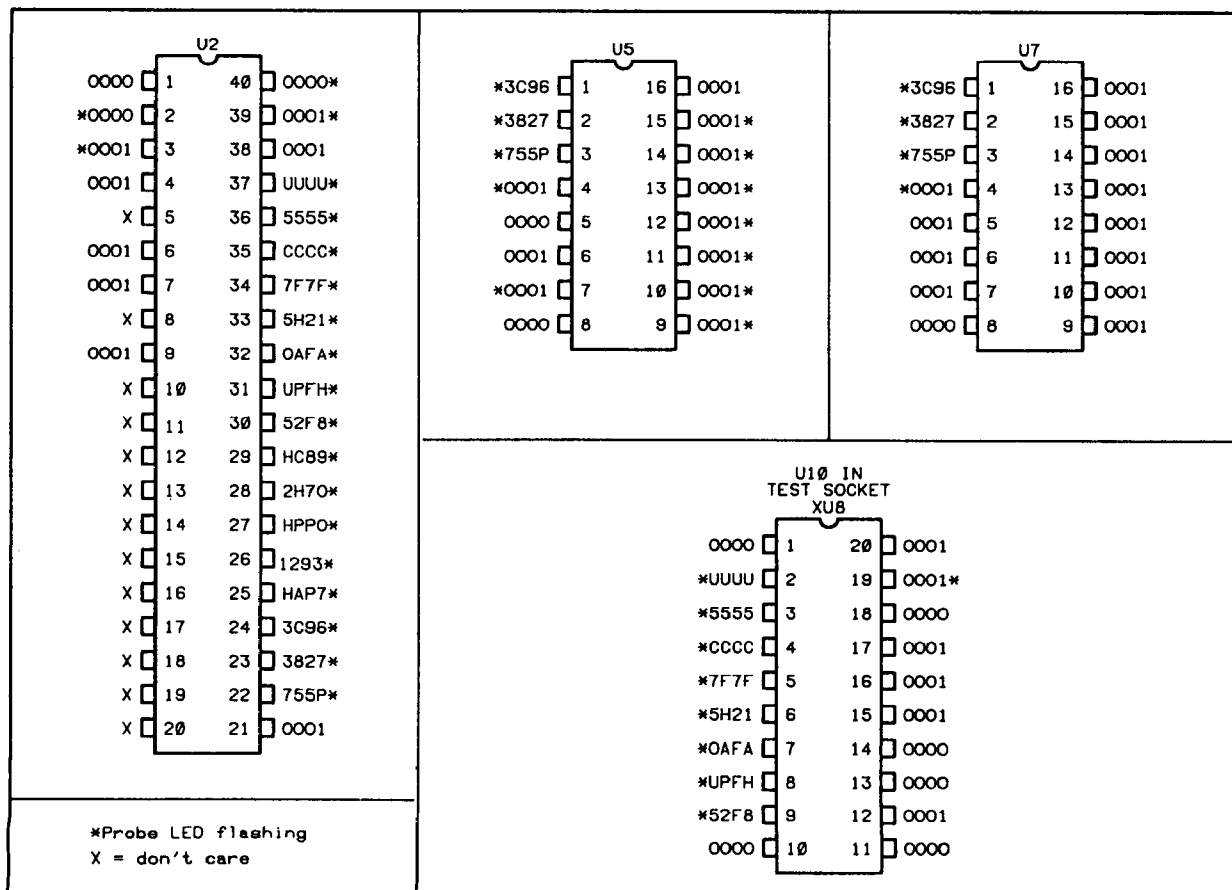 U2
0000 1 40 0000*
*0000 2 39 0001*
*0001 3 38 0001
0001 4 37 UUUU*
X 5 36 5555*
0001 6 35 CCCC*
0001 7 34 7F7F*
X 8 33 5H21*
0001 9 32 0AFA*
X 10 31 UPFH*
X 11 30 52F8*
X 12 29 HC89*
X 13 28 2H70*
X 14 27 HPP0*
X 15 26 1293*
X 16 25 HAP7*
X 17 24 3C96*
X 18 23 3827*
X 19 22 755P*
X 20 21 0001
*Probe LED flashing
X = don't care
U5
*3C96 1 16 0001
*3827 2 15 0001*
*755P 3 14 0001*
*0001 4 13 0001*
0000 5 12 0001*
0001 6 11 0001*
*0001 7 10 0001*
0000 8 9 0001*
U7
*3C96 1 16 0001
*3827 2 15 0001
*755P 3 14 0001
*0001 4 13 0001
0001 5 12 0001
0001 6 11 0001
0001 7 10 0001
0000 8 9 0001
U10 IN
TEST SOCKET
XU8
0000 1 20 0001
*UUUU 2 19 0001*
*5555 3 18 0000
*CCCC 4 17 0001
*7F7F 5 16 0001
*5H21 6 15 0001
*0AFA 7 14 0000
*UPFH 8 13 0000
*52F8 9 12 0001
0000 10 11 0000